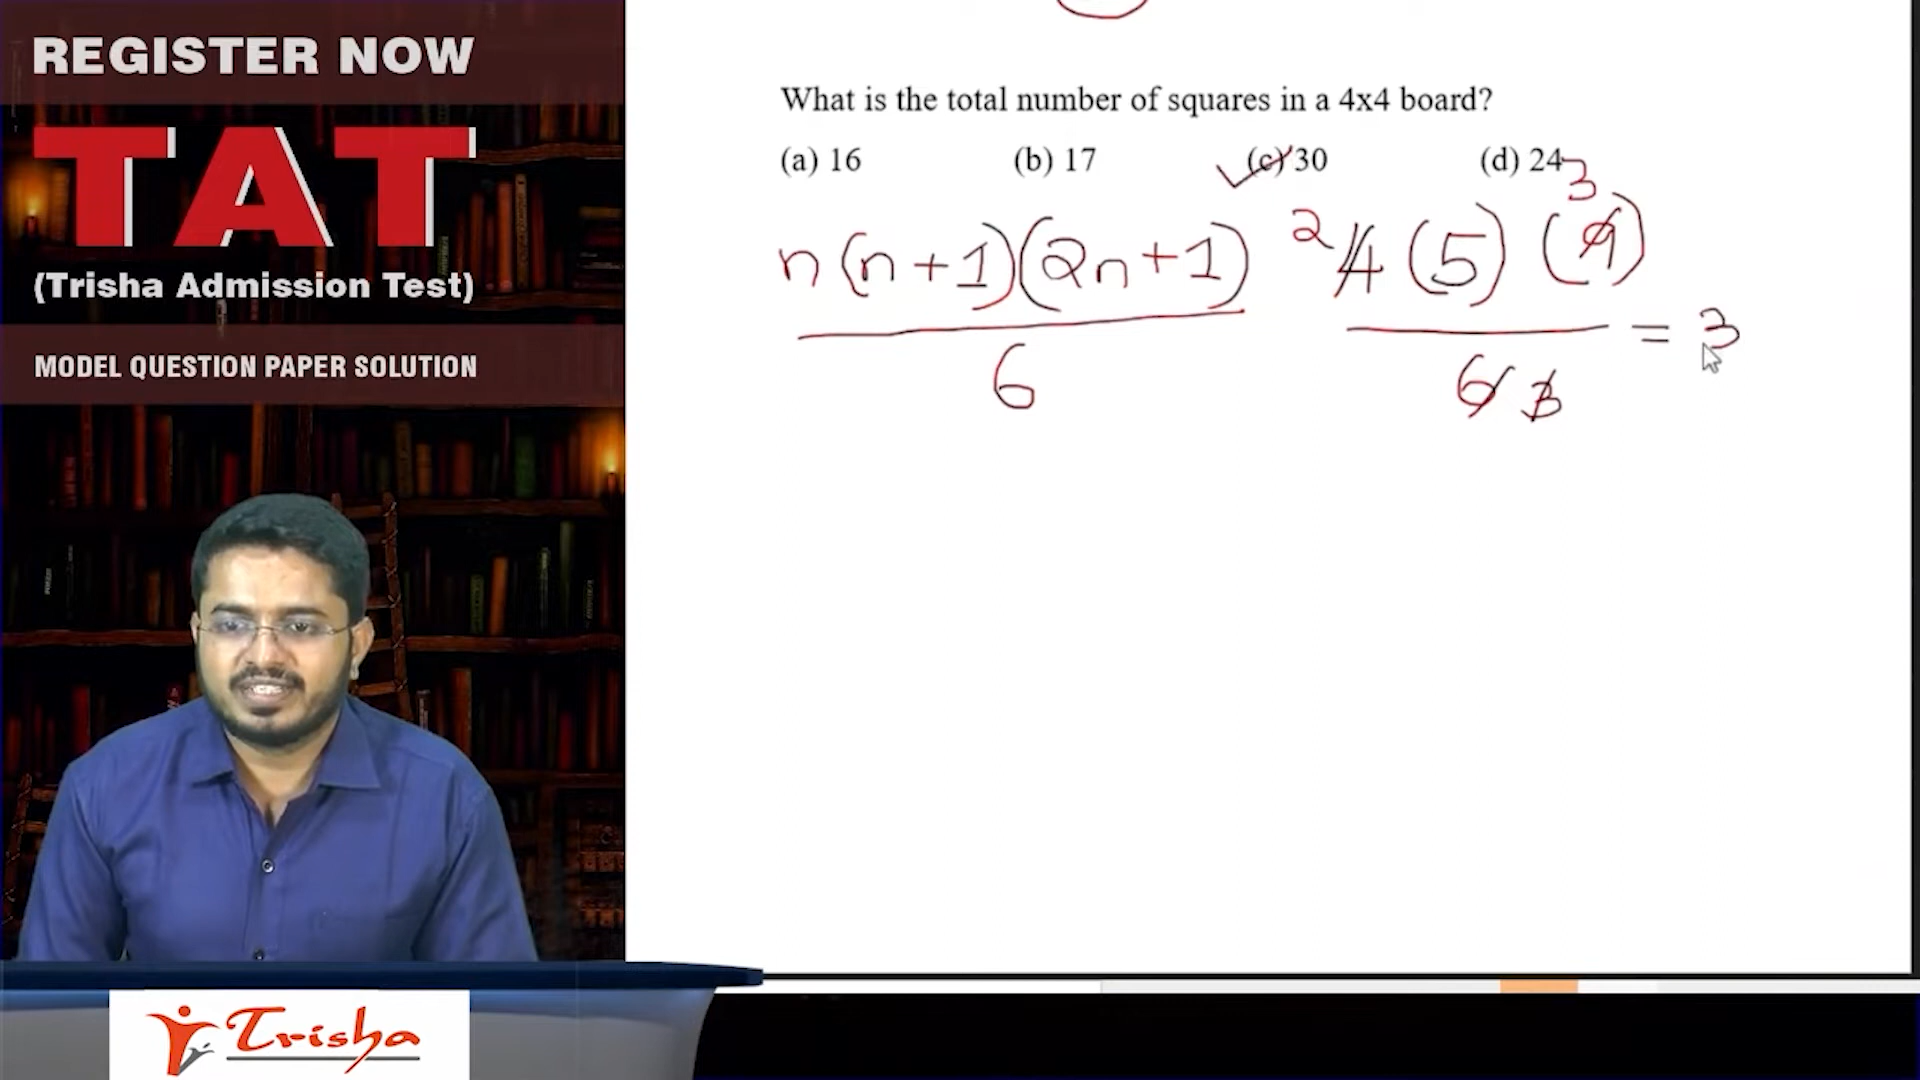 REGISTER NOW
TAT
(Trisha Admission Test)
MODEL QUESTION PAPER SOLUTION
What is the total number of squares in a 4x4 board?
(a) 16 (b) 17 (c) 30 (d) 24
n(n+1)(2n+1)
6
2 4 (5) (9) 3
6 3
= 3
Trisha